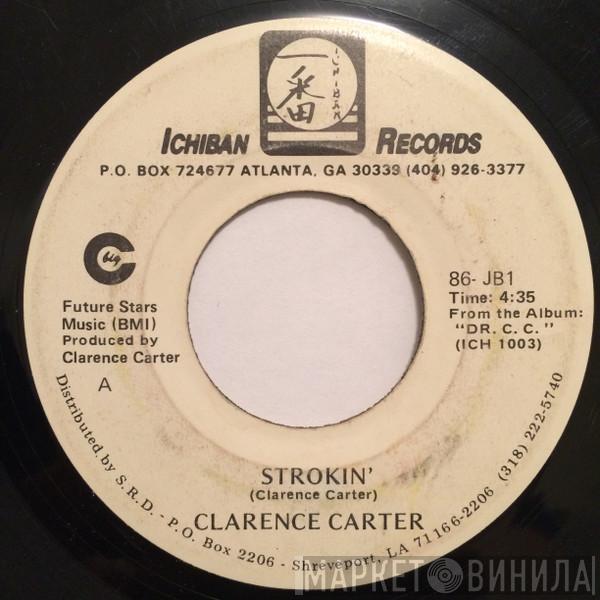 一番
ICHIBAN
ICHIBAN RECORDS
P.O. BOX 724677 ATLANTA, GA 30339 (404) 926-3377
big C
86- JB1
Time: 4:35
From the Album:
"DR. C. C."
(ICH 1003)
Future Stars
Music (BMI)
Produced by
Clarence Carter
A
STROKIN'
(Clarence Carter)
CLARENCE CARTER
Distributed by S.R.D. - P.O. Box 2206 - Shreveport, LA 71166-2206 (318) 222-5740
МАРКЕТ ВИНИЛА